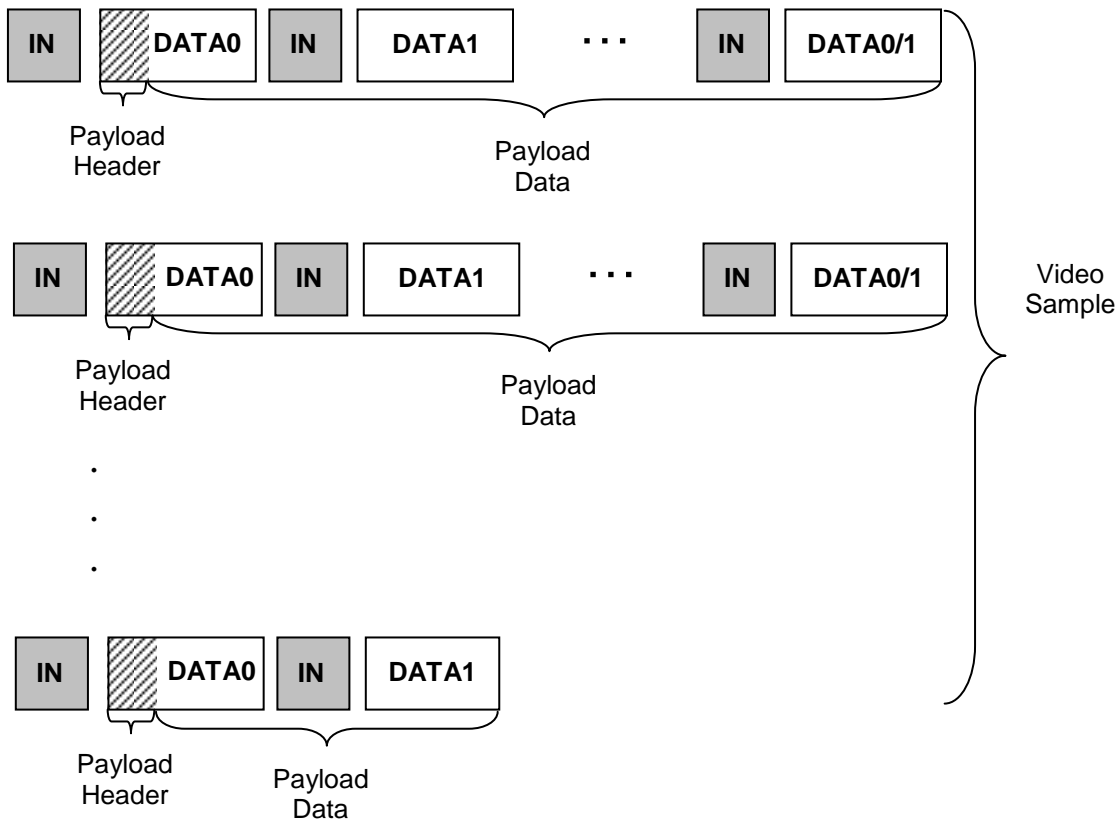 IN DATA0 IN DATA1 ... IN DATA0/1
Payload
Header
Payload
Data
IN DATA0 IN DATA1 ... IN DATA0/1
Video
Sample
Payload
Header
Payload
Data
.
.
.
IN DATA0 IN DATA1
Payload
Header
Payload
Data